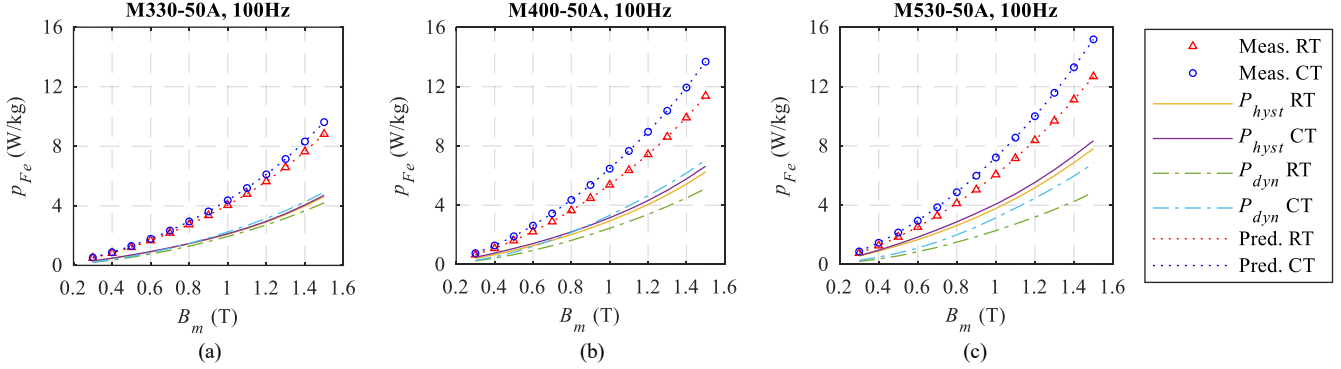 M330-50A, 100Hz
16
12
8
4
0
p_Fe (W/kg)
0.2 0.4 0.6 0.8 1 1.2 1.4 1.6
B_m (T)
(a)
M400-50A, 100Hz
16
12
8
4
0
p_Fe (W/kg)
0.2 0.4 0.6 0.8 1 1.2 1.4 1.6
B_m (T)
(b)
M530-50A, 100Hz
16
12
8
4
0
p_Fe (W/kg)
0.2 0.4 0.6 0.8 1 1.2 1.4 1.6
B_m (T)
(c)
Meas. RT
Meas. CT
P_hyst RT
P_hyst CT
P_dyn RT
P_dyn CT
Pred. RT
Pred. CT